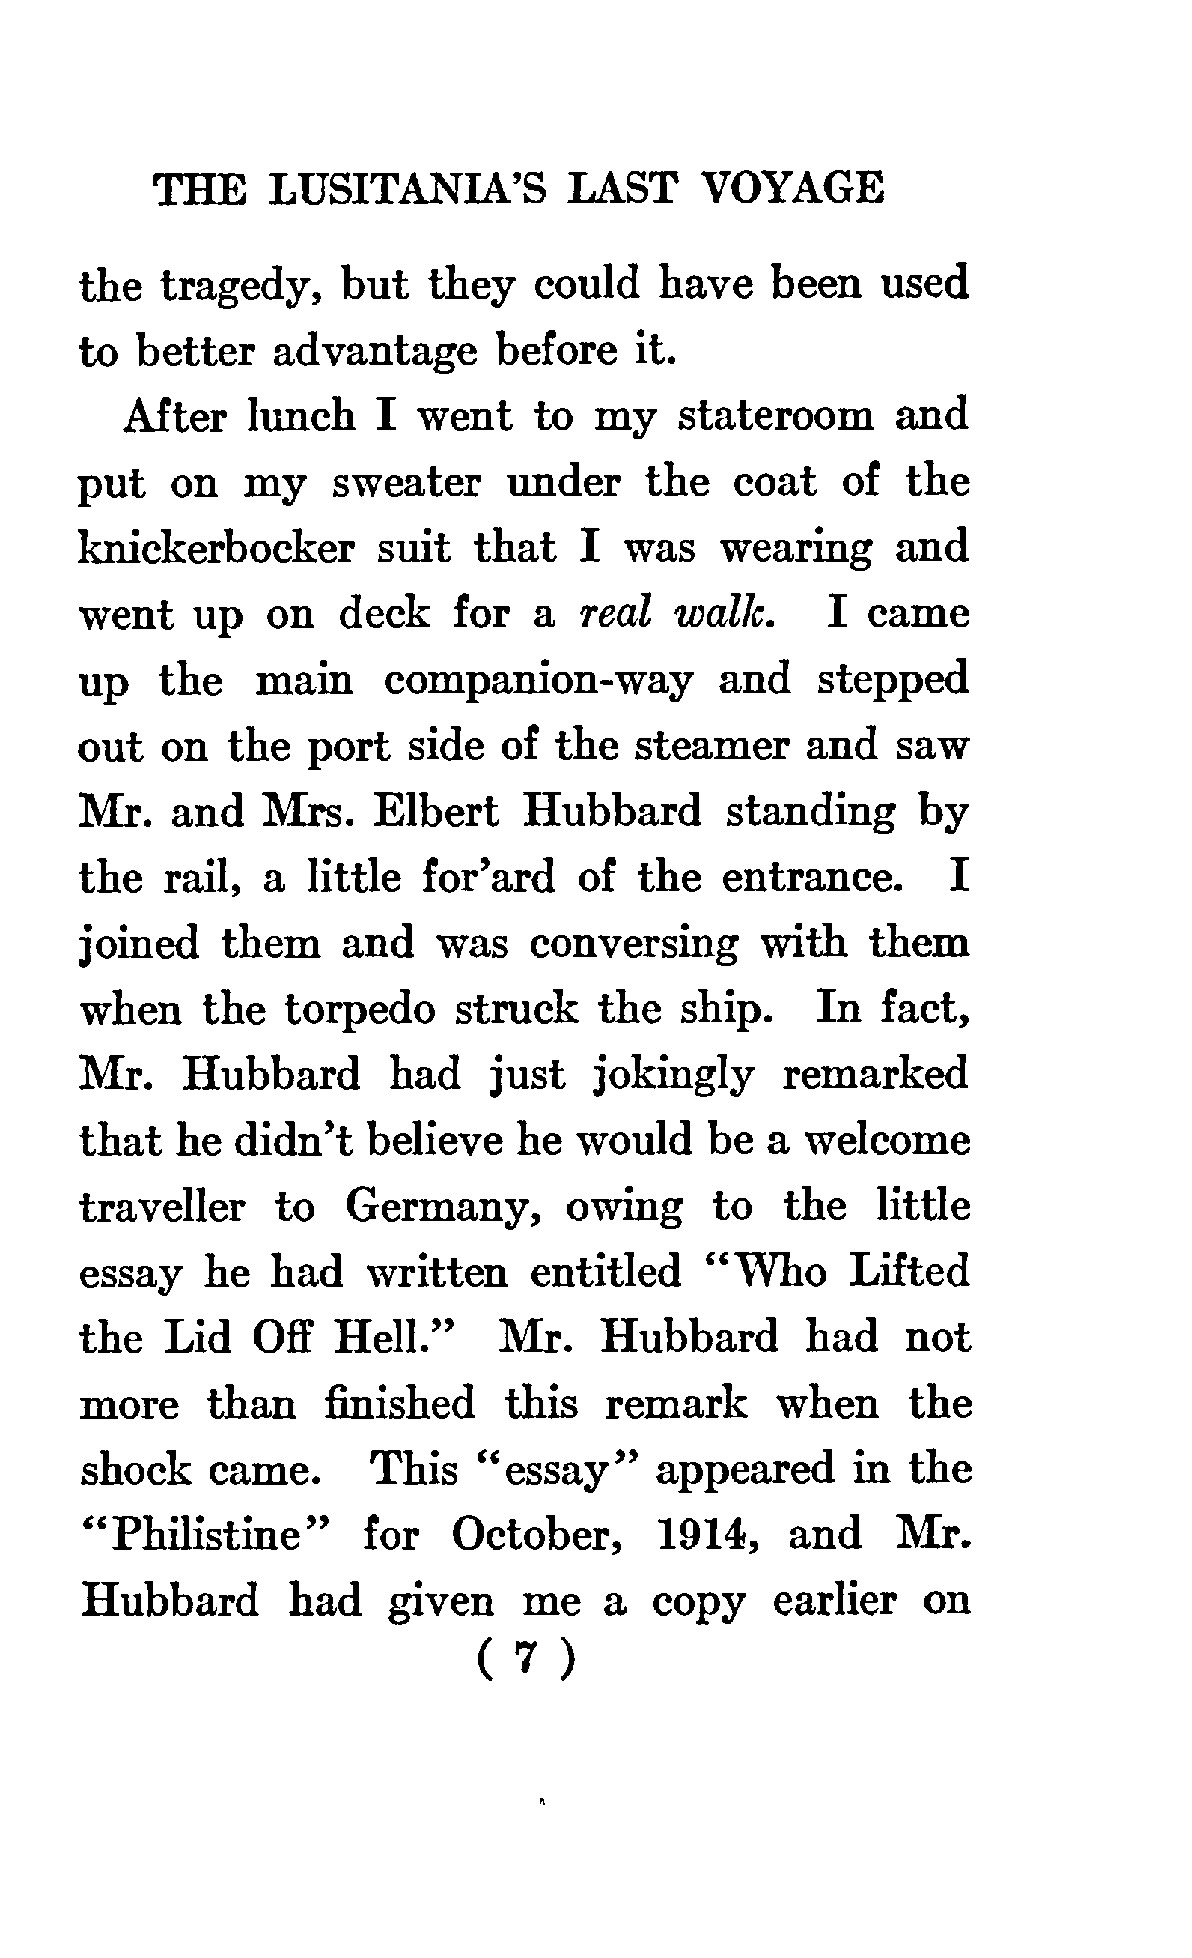 THE LUSITANIA'S LAST VOYAGE
the tragedy, but they could have been used
to better advantage before it.
After lunch I went to my stateroom and
put on my sweater under the coat of the
knickerbocker suit that I was wearing and
went up on deck for a real walk. I came
up the main companion-way and stepped
out on the port side of the steamer and saw
Mr. and Mrs. Elbert Hubbard standing by
the rail, a little for'ard of the entrance. I
joined them and was conversing with them
when the torpedo struck the ship. In fact,
Mr. Hubbard had just jokingly remarked
that he didn't believe he would be a welcome
traveller to Germany, owing to the little
essay he had written entitled “Who Lifted
the Lid Off Hell.” Mr. Hubbard had not
more than finished this remark when the
shock came. This “essay” appeared in the
“Philistine” for October, 1914, and Mr.
Hubbard had given me a copy earlier on
( 7 )